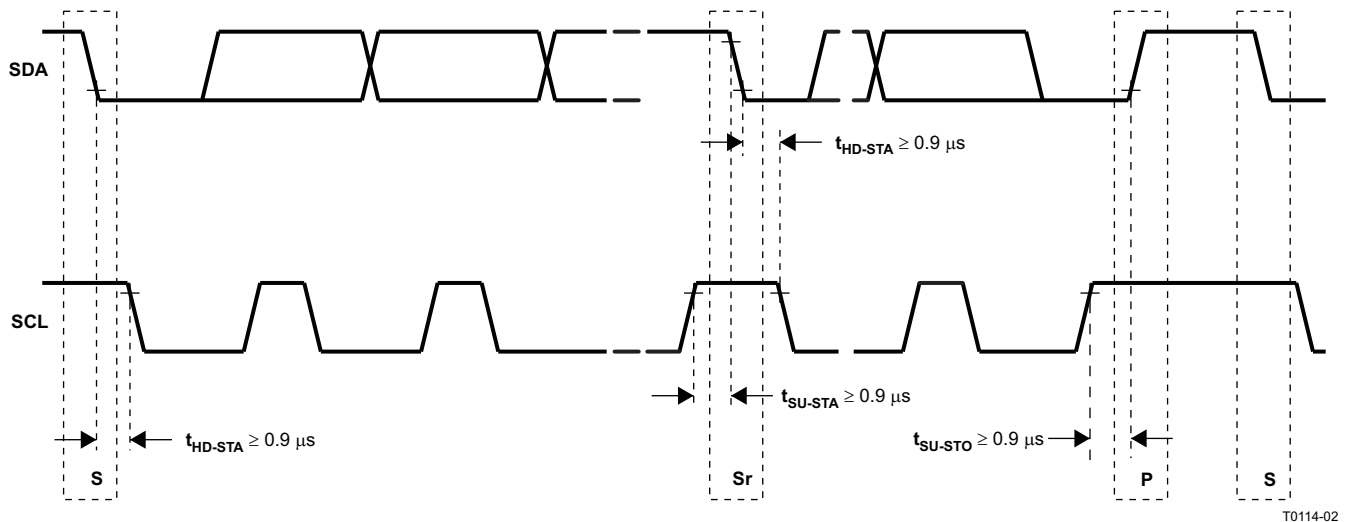 SDA
t_HD-STA ≥ 0.9 μs
SCL
t_SU-STA ≥ 0.9 μs
t_HD-STA ≥ 0.9 μs
t_SU-STO ≥ 0.9 μs
S
Sr
P
S
T0114-02